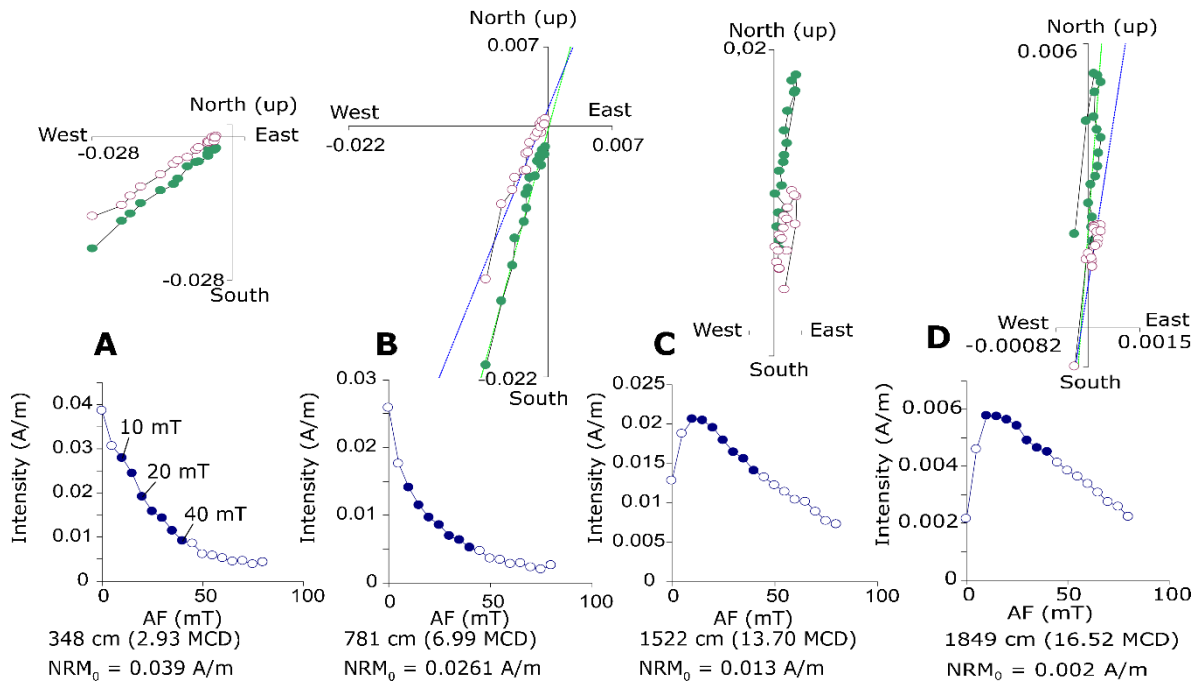 North (up)
West
East
-0.028
-0.028
South
A
North (up)
0.007
West
East
-0.022
0.007
-0.022
South
B
North (up)
0,02
West
East
South
C
North (up)
0.006
West
East
-0.00082
0.0015
South
D
Intensity (A/m)
0.04
0.03
0.02
0.01
0
10 mT
20 mT
40 mT
0
50
100
AF (mT)
348 cm (2.93 MCD)
NRM₀ = 0.039 A/m
Intensity (A/m)
0.03
0.02
0.01
0
0
50
100
AF (mT)
781 cm (6.99 MCD)
NRM₀ = 0.0261 A/m
Intensity (A/m)
0.025
0.02
0.015
0.01
0.005
0
0
50
100
AF (mT)
1522 cm (13.70 MCD)
NRM₀ = 0.013 A/m
Intensity (A/m)
0.006
0.004
0.002
0
0
50
100
AF (mT)
1849 cm (16.52 MCD)
NRM₀ = 0.002 A/m